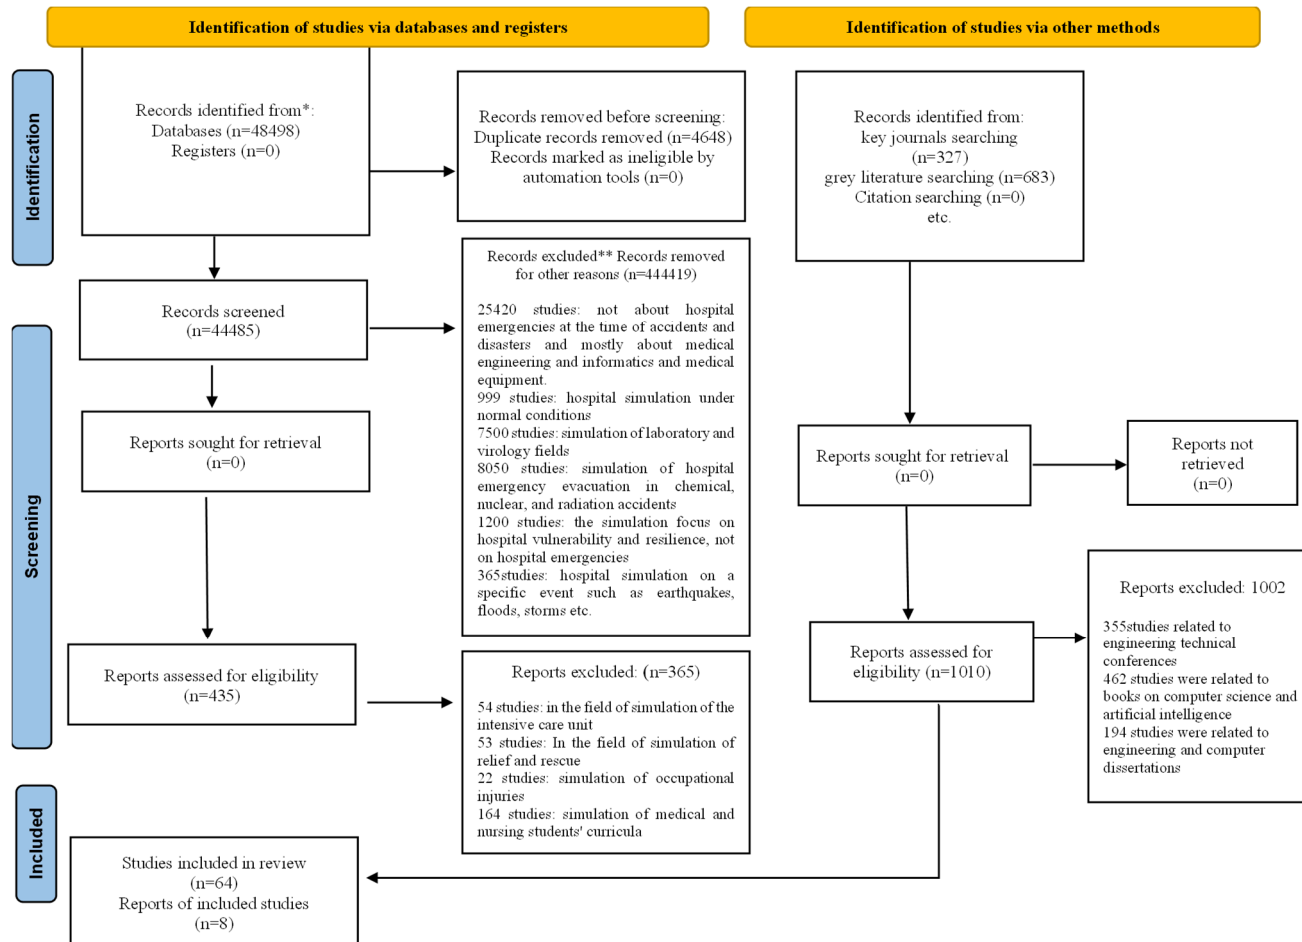 Identification of studies via databases and registers
Identification of studies via other methods
Identification
Records identified from*:
Databases (n=48498)
Registers (n=0)
Records removed before screening:
Duplicate records removed (n=4648)
Records marked as ineligible by
automation tools (n=0)
Records identified from:
key journals searching
(n=327)
grey literature searching (n=683)
Citation searching (n=0)
etc.
Screening
Records screened
(n=44485)
Records excluded** Records removed
for other reasons (n=444419)
25420 studies: not about hospital
emergencies at the time of accidents and
disasters and mostly about medical
engineering and informatics and medical
equipment.
999 studies: hospital simulation under
normal conditions
7500 studies: simulation of laboratory and
virology fields
8050 studies: simulation of hospital
emergency evacuation in chemical,
nuclear, and radiation accidents
1200 studies: the simulation focus on
hospital vulnerability and resilience, not
on hospital emergencies
365studies: hospital simulation on a
specific event such as earthquakes,
floods, storms etc.
Reports sought for retrieval
(n=0)
Reports sought for retrieval
(n=0)
Reports not
retrieved
(n=0)
Reports assessed for eligibility
(n=435)
Reports excluded: (n=365)
54 studies: in the field of simulation of the
intensive care unit
53 studies: In the field of simulation of
relief and rescue
22 studies: simulation of occupational
injuries
164 studies: simulation of medical and
nursing students' curricula
Reports assessed for
eligibility (n=1010)
Reports excluded: 1002
355studies related to
engineering technical
conferences
462 studies were related to
books on computer science and
artificial intelligence
194 studies were related to
engineering and computer
dissertations
Included
Studies included in review
(n=64)
Reports of included studies
(n=8)